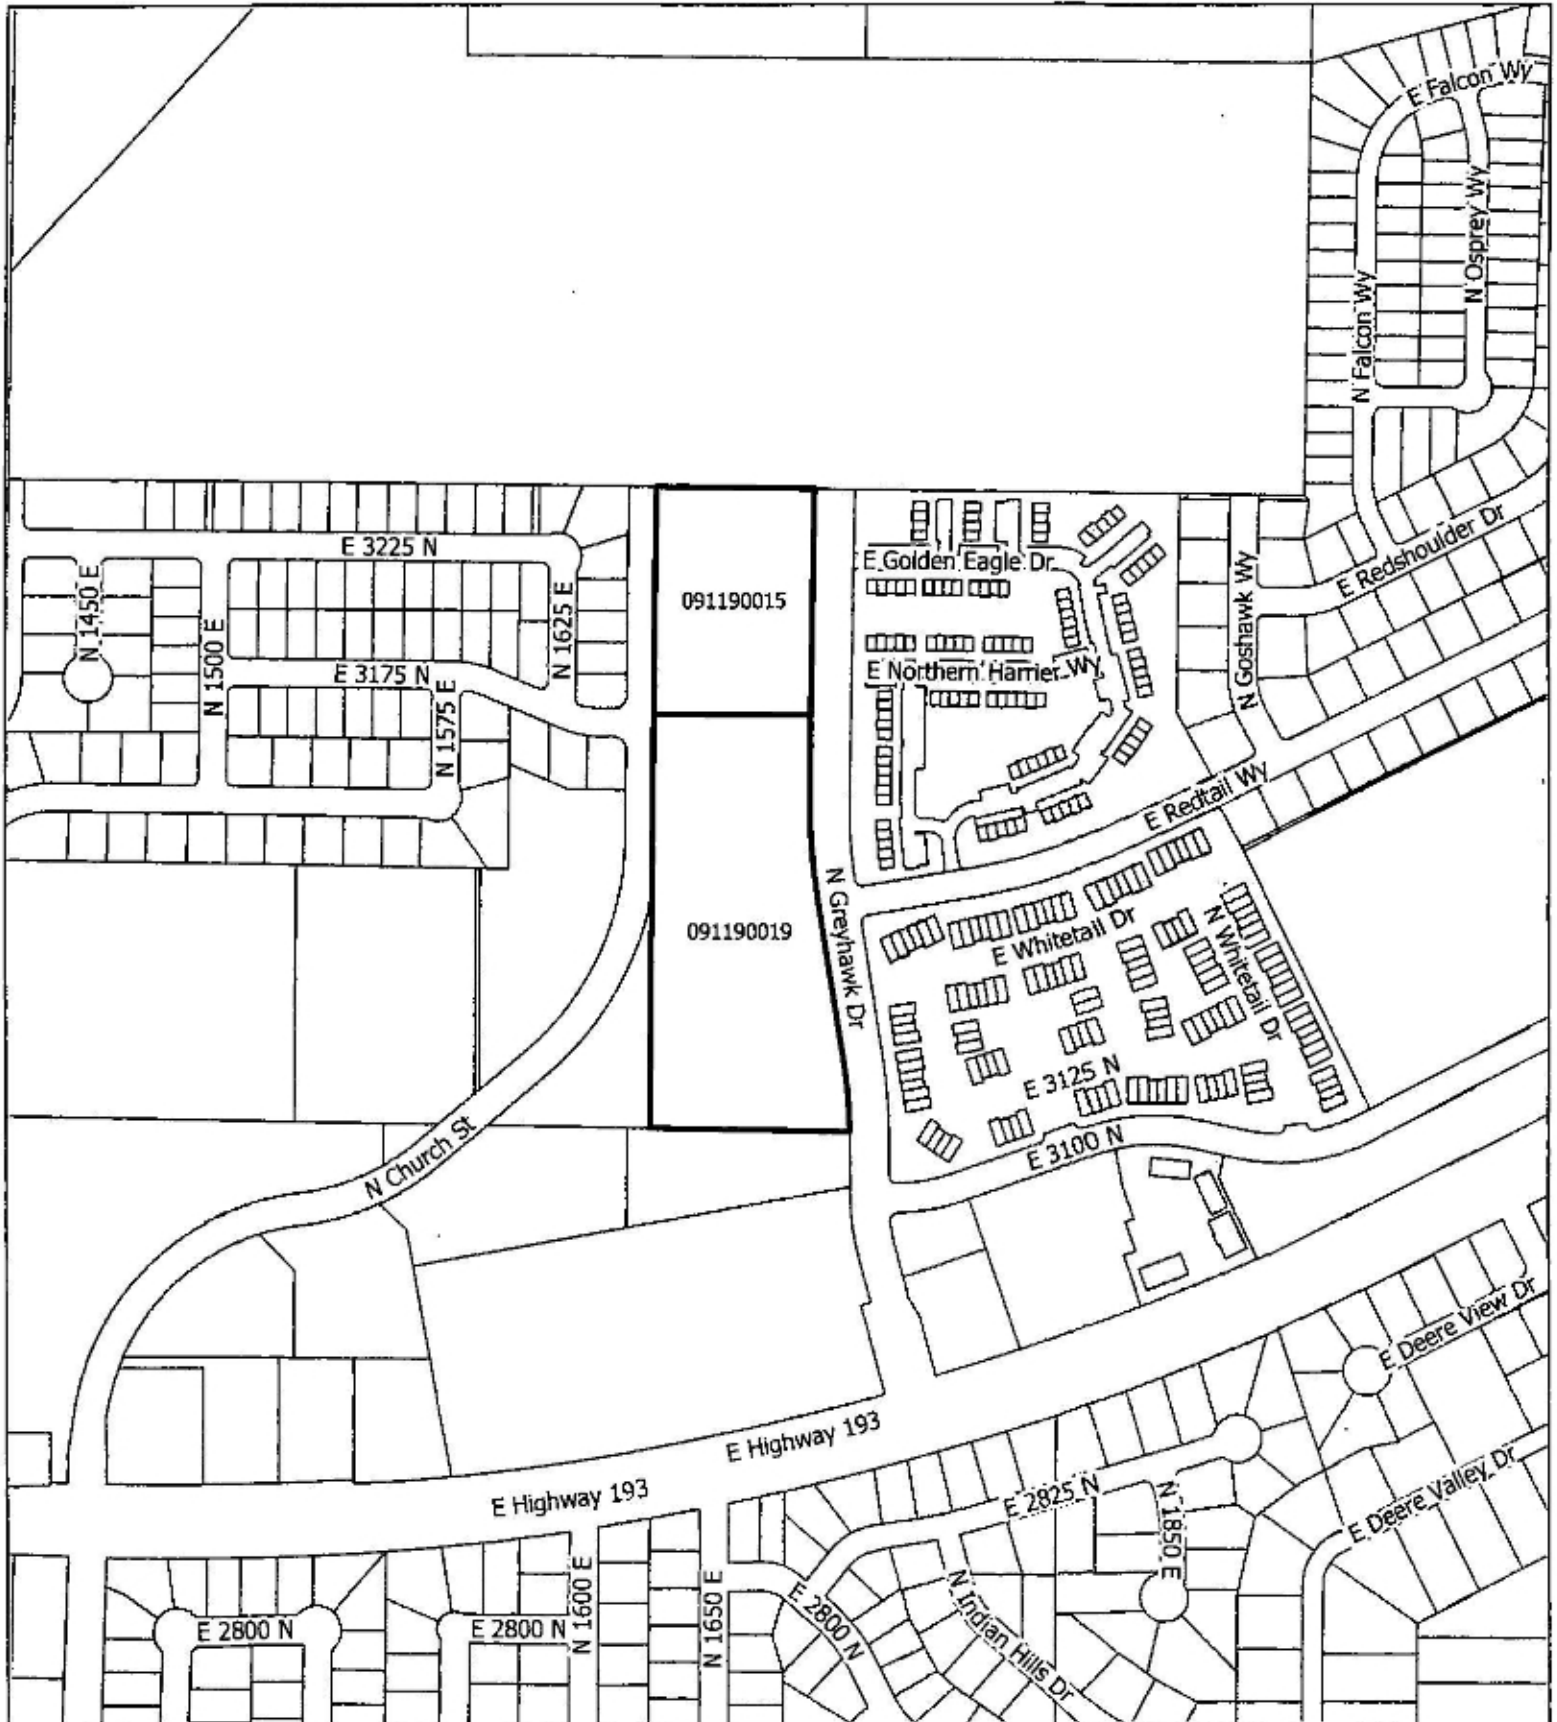 E Falcon Wy
N Osprey Wy
N Falcon Wy
E Redshoulder Dr
E 3225 N
E Golden Eagle Dr
N 1450 E
N 1500 E
N 1625 E
091190015
N Goshawk Wy
E 3175 N
N 1575 E
E Northern Harrier Wy
E Redtail Wy
N Greyhawk Dr
091190019
E Whitetail Dr
N Whitetail Dr
E 3125 N
E 3100 N
N Church St
E Deere View Dr
E Highway 193
E Highway 193
E 2825 N
N 1850 E
E Deere Valley Dr
E 2800 N
E 2800 N
N 1600 E
N 1650 E
E 2800 N
N Indian Hills Dr